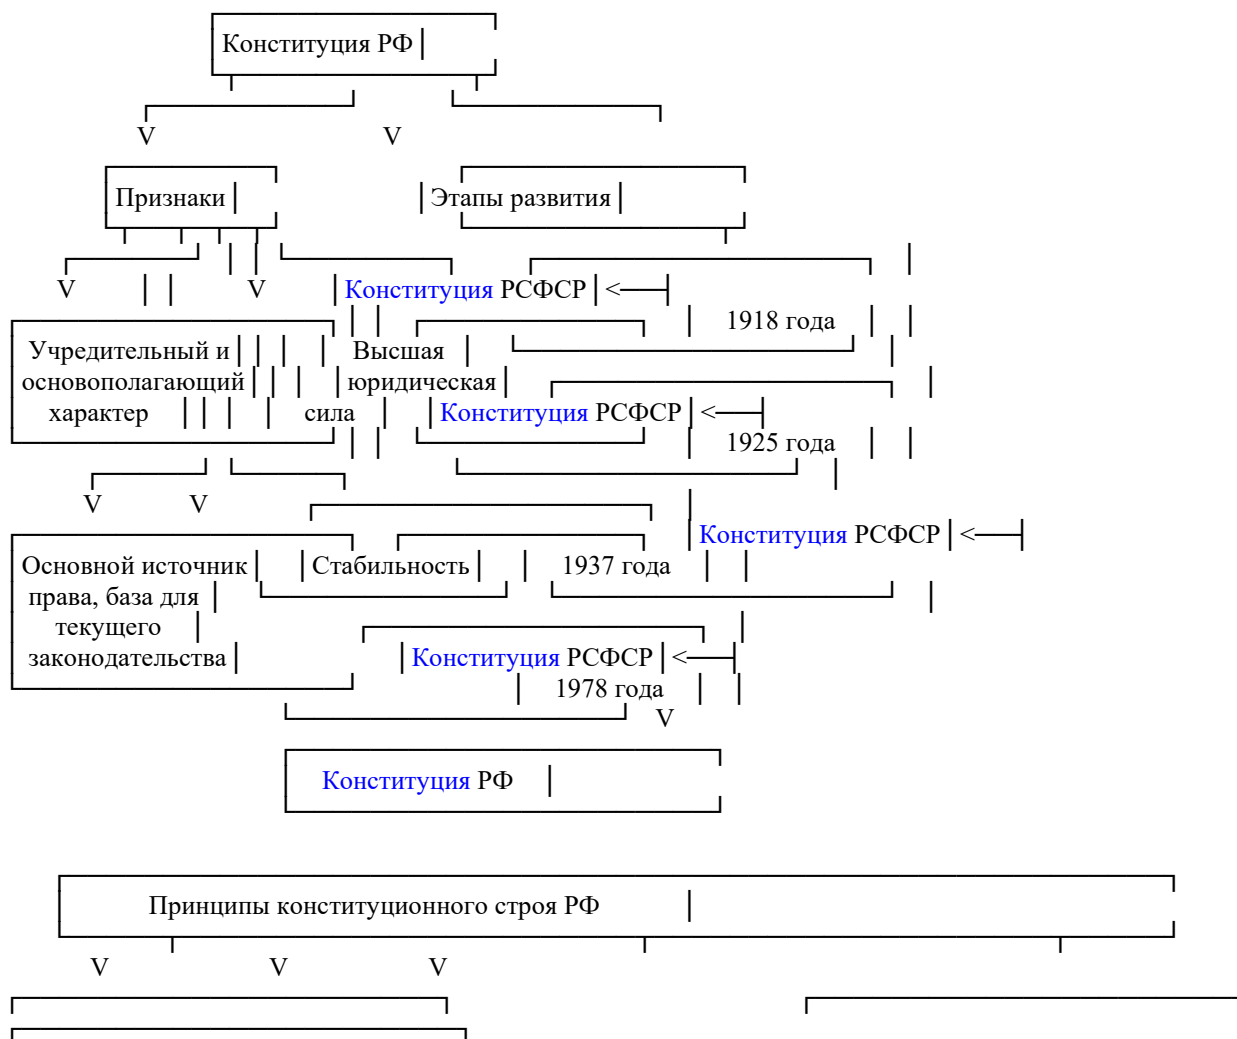 Конституция РФ
V V
Признаки Этапы развития
V V Конституция РСФСР <
1918 года
Учредительный и Высшая
основополагающий юридическая
характер сила Конституция РСФСР <
1925 года
V V
Конституция РСФСР <
Основной источник Стабильность 1937 года
права, база для
текущего
законодательства Конституция РСФСР <
1978 года
V
Конституция РФ
Принципы конституционного строя РФ
V V V